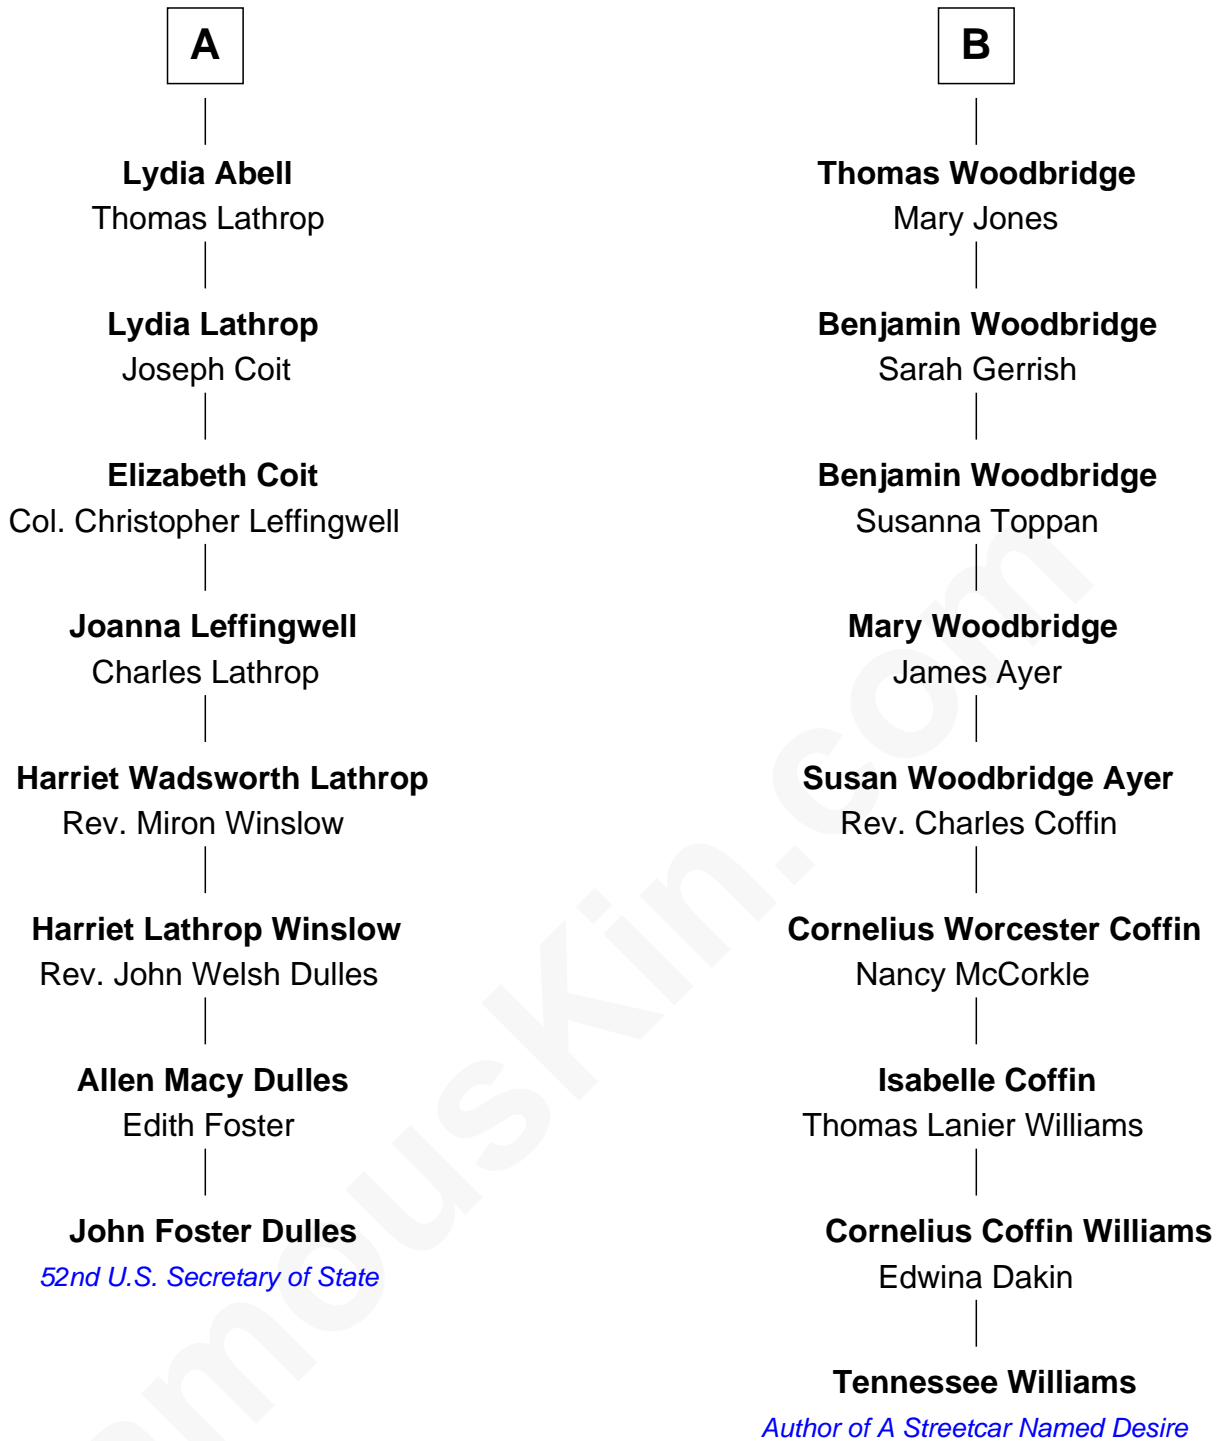 A
Lydia Abell
Thomas Lathrop
Lydia Lathrop
Joseph Coit
Elizabeth Coit
Col. Christopher Leffingwell
Joanna Leffingwell
Charles Lathrop
Harriet Wadsworth Lathrop
Rev. Miron Winslow
Harriet Lathrop Winslow
Rev. John Welsh Dulles
Allen Macy Dulles
Edith Foster
John Foster Dulles
52nd U.S. Secretary of State
B
Thomas Woodbridge
Mary Jones
Benjamin Woodbridge
Sarah Gerrish
Benjamin Woodbridge
Susanna Toppan
Mary Woodbridge
James Ayer
Susan Woodbridge Ayer
Rev. Charles Coffin
Cornelius Worcester Coffin
Nancy McCorkle
Isabelle Coffin
Thomas Lanier Williams
Cornelius Coffin Williams
Edwina Dakin
Tennessee Williams
Author of A Streetcar Named Desire
amousKin.com